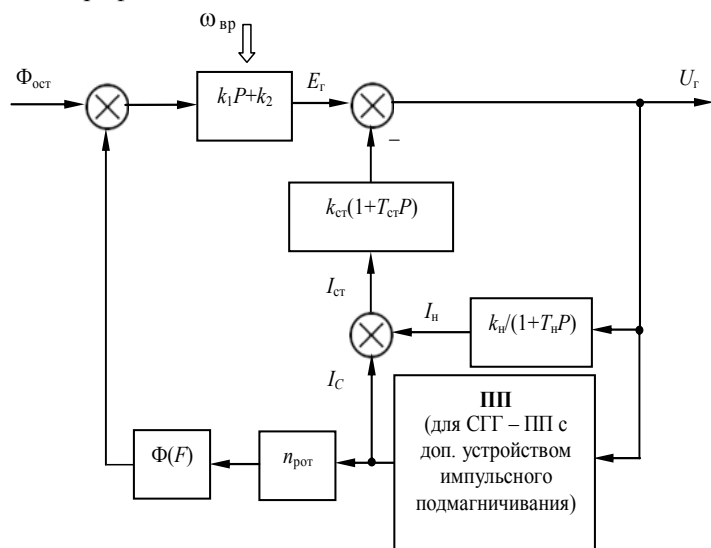 ω вр
Φост
k1P+k2
Eг
Uг
–
kст(1+TстP)
Iст
Iн
kн/(1+TнP)
IC
ПП
(для СГГ – ПП с
доп. устройством
импульсного
подмагничивания)
Φ(F)
nрот